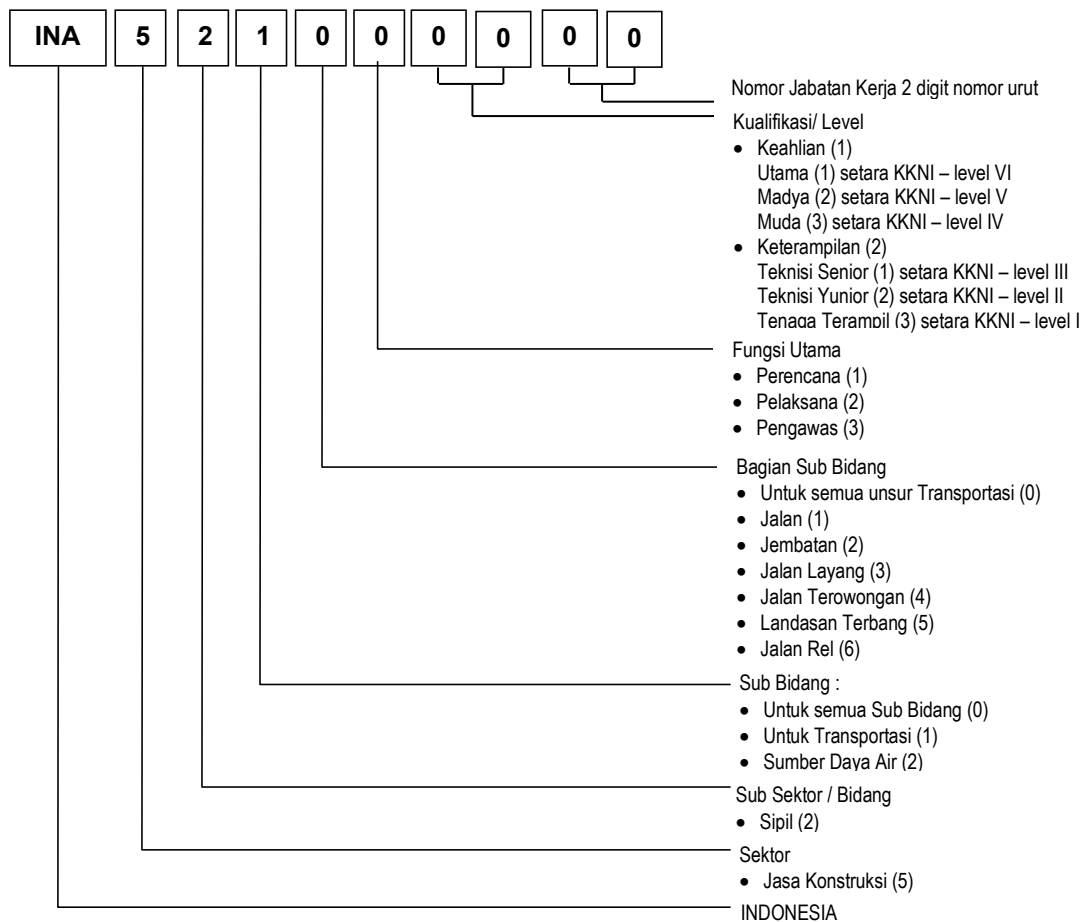 INA 5 2 1 0 0 0 0 0 0
Nomor Jabatan Kerja 2 digit nomor urut
Kualifikasi/ Level
• Keahlian (1)
Utama (1) setara KKNI – level VI
Madya (2) setara KKNI – level V
Muda (3) setara KKNI – level IV
• Keterampilan (2)
Teknisi Senior (1) setara KKNI – level III
Teknisi Yunior (2) setara KKNI – level II
Tenaga Terampil (3) setara KKNI – level I
Fungsi Utama
• Perencana (1)
• Pelaksana (2)
• Pengawas (3)
Bagian Sub Bidang
• Untuk semua unsur Transportasi (0)
• Jalan (1)
• Jembatan (2)
• Jalan Layang (3)
• Jalan Terowongan (4)
• Landasan Terbang (5)
• Jalan Rel (6)
Sub Bidang :
• Untuk semua Sub Bidang (0)
• Untuk Transportasi (1)
• Sumber Daya Air (2)
Sub Sektor / Bidang
• Sipil (2)
Sektor
• Jasa Konstruksi (5)
INDONESIA